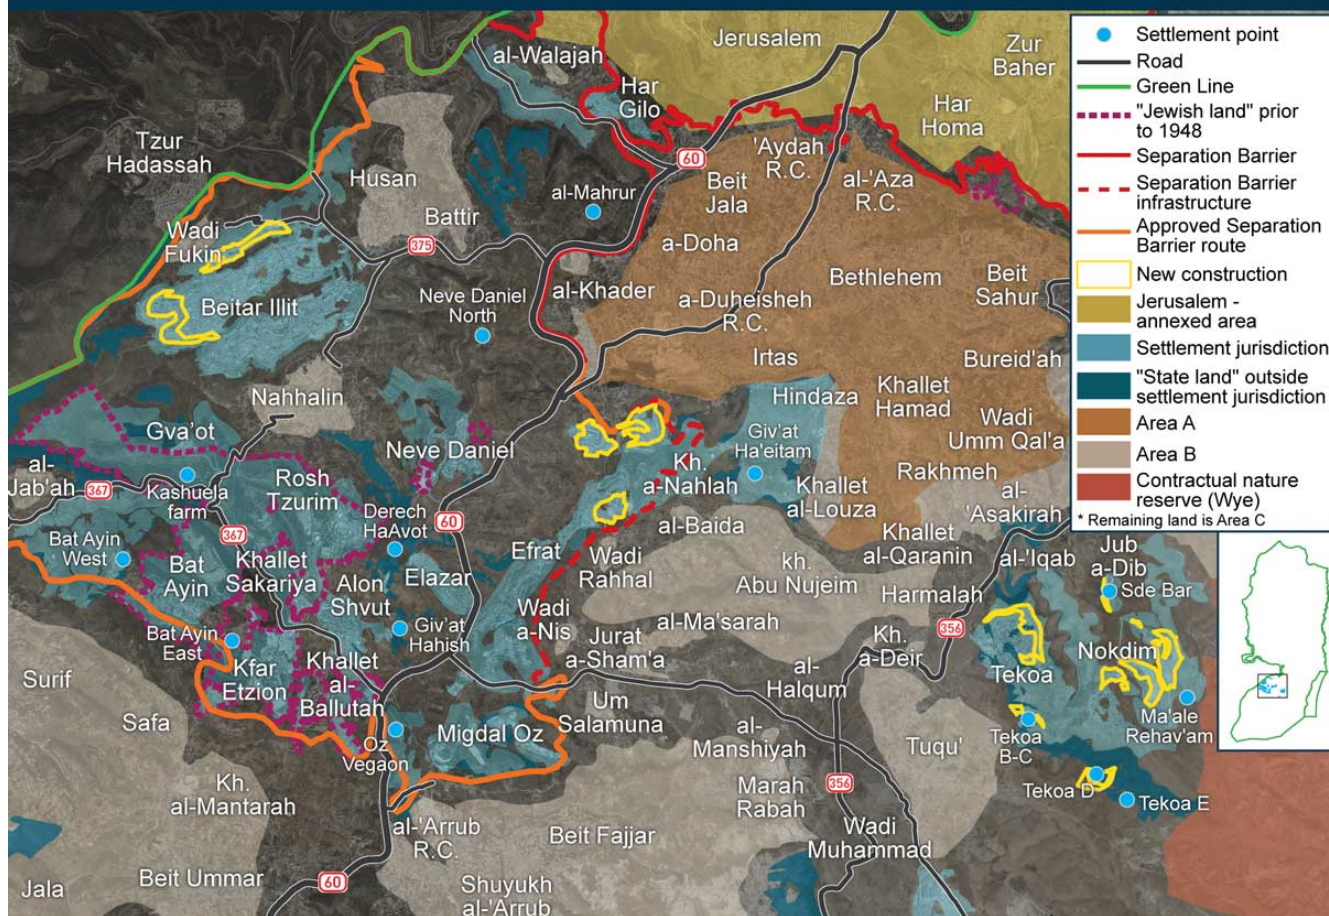 Jerusalem
Zur
Baher
al-Walajah
Har
Gilo
Har
Homa
Tzur
Hadassah
60
'Aydah
R.C.
Husan
al-Mahrur
Beit
Jala
al-'Aza
R.C.
Battir
Wadi
Fukin
375
a-Doha
Bethlehem
Beit
Sahur
Beitar Illit
Neve Daniel
North
al-Khader
a-Duheisheh
R.C.
Irtas
Bureid'ah
Nahhalin
Hindaza
Khallet
Hamad
Gva'ot
Neve Daniel
Giv'at
Ha'eitam
Wadi
Umm Qal'a
al-
Jab'ah
367
Kashuela
farm
Rosh
Tzurim
Kh.
a-Nahlah
Rakhmeh
Khallet
al-Louza
al-
'Asakirah
Derech
HaAvot
60
al-Baida
367
Bat Ayin
West
Bat
Ayin
Khallet
Sakariya
Alon
Shvut
Elazar
Efrat
Wadi
Rahhal
Khallet
al-Qaranin
al-'Iqab
Jub
a-Dib
kh.
Abu Nujeim
Harmalah
Sde Bar
Wadi
a-Nis
Giv'at
Hahish
al-Ma'sarah
356
Bat Ayin
East
Jurat
a-Sham'a
Kh.
a-Deir
Nokdim
Kfar
Etzion
Khallet
al-
Ballutah
al-
Halqum
Tekoa
Surif
Safa
Um
Salamuna
Ma'ale
Rehav'am
Oz
Vegaon
Migdal Oz
al-
Manshiyah
Tuqu'
Tekoa
B-C
Kh.
al-Mantarah
Marah
Rabah
356
Tekoa D
Tekoa E
al-'Arrub
R.C.
Beit Fajjar
Wadi
Muhammad
Jala
Beit Ummar
60
Shuyukh
al-'Arrub
Settlement point
Road
Green Line
"Jewish land" prior
to 1948
Separation Barrier
Separation Barrier
infrastructure
Approved Separation
Barrier route
New construction
Jerusalem -
annexed area
Settlement jurisdiction
"State land" outside
settlement jurisdiction
Area A
Area B
Contractual nature
reserve (Wye)
* Remaining land is Area C